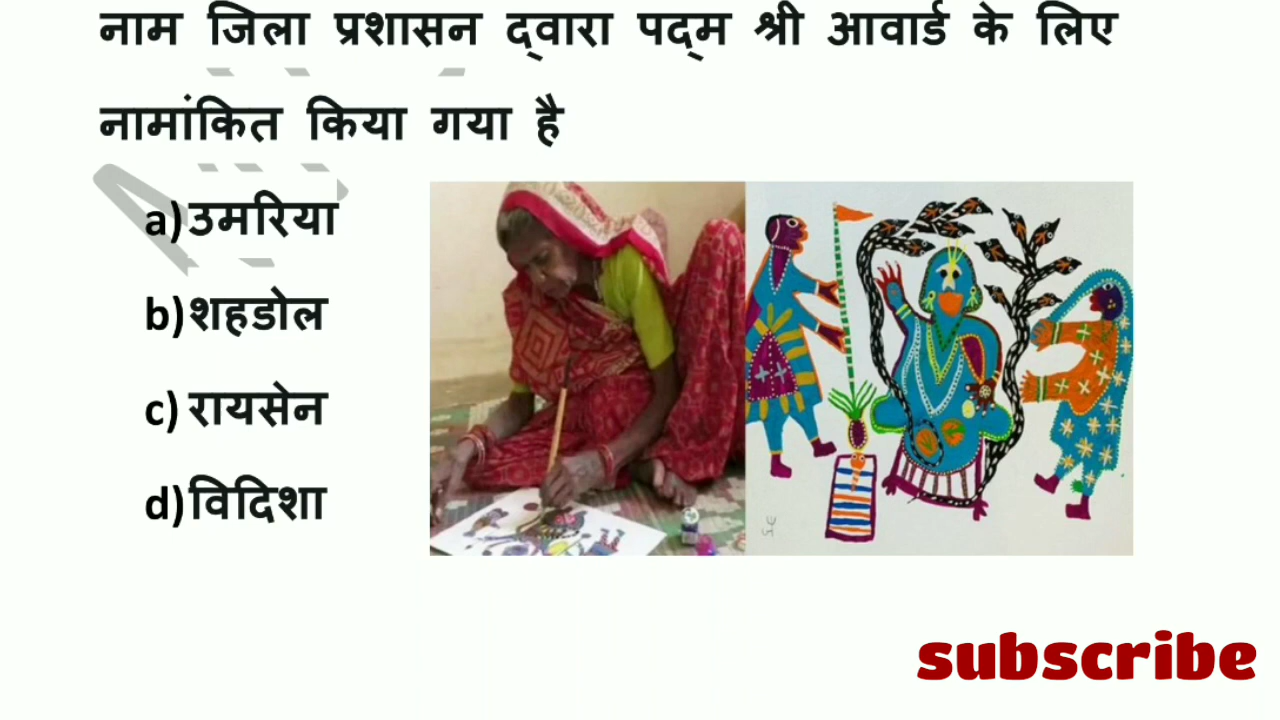 नाम जिला प्रशासन द्वारा पद्म श्री आवार्ड के लिए
नामांकित किया गया है
a)उमरिया
b)शहडोल
c) रायसेन
d)विदिशा
subscribe